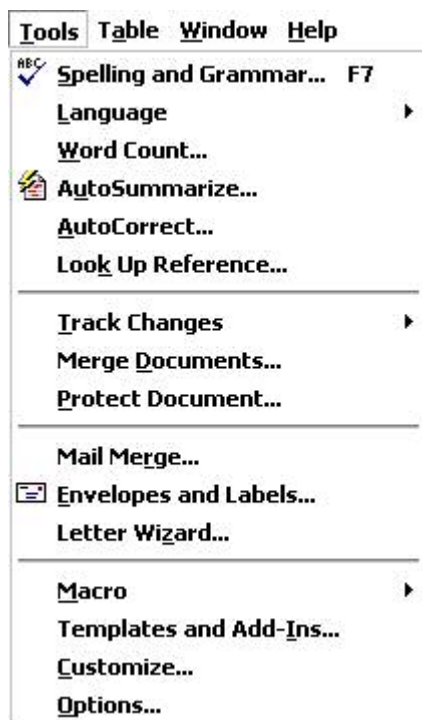 Tools Table Window Help
ABC Spelling and Grammar... F7
Language
Word Count...
AutoSummarize...
AutoCorrect...
Look Up Reference...
Track Changes
Merge Documents...
Protect Document...
Mail Merge...
Envelopes and Labels...
Letter Wizard...
Macro
Templates and Add-Ins...
Customize...
Options...